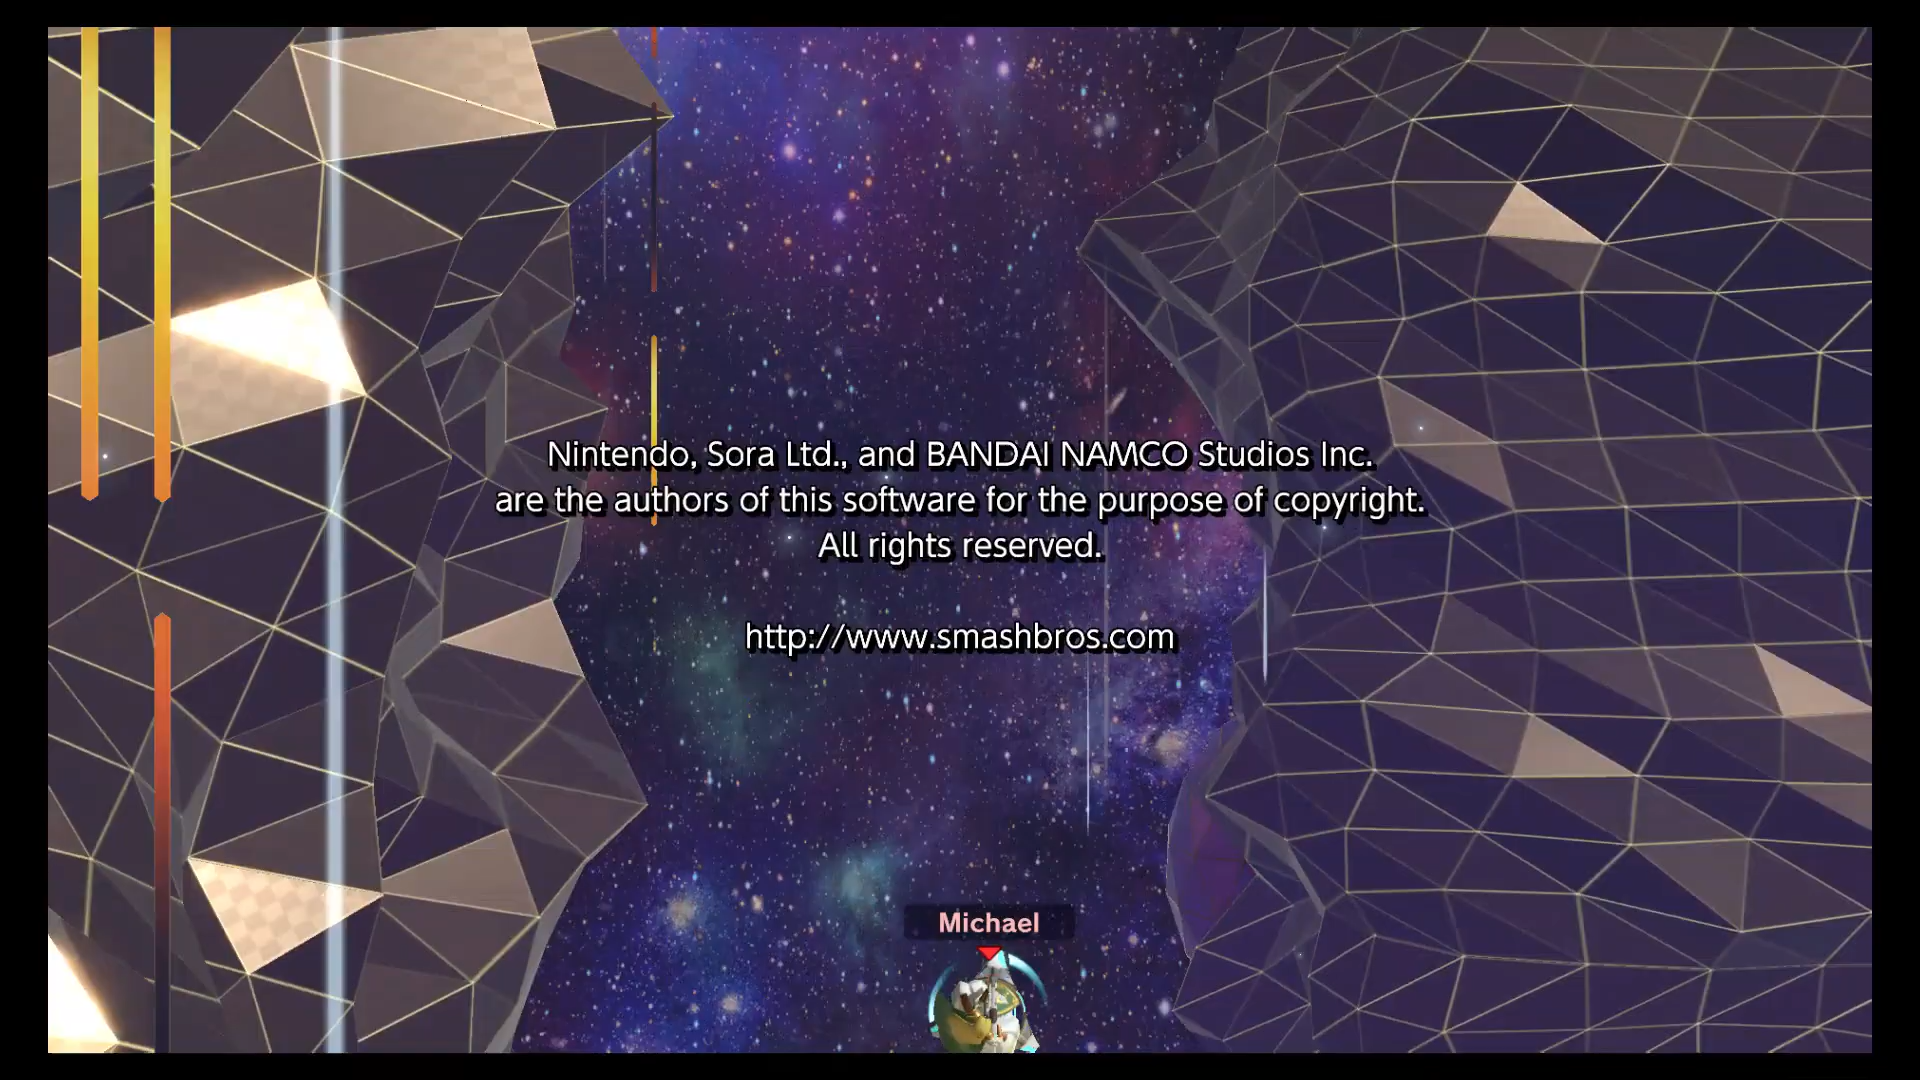 Nintendo, Sora Ltd., and BANDAI NAMCO Studios Inc.
are the authors of this software for the purpose of copyright.
All rights reserved.
http://www.smashbros.com
Michael